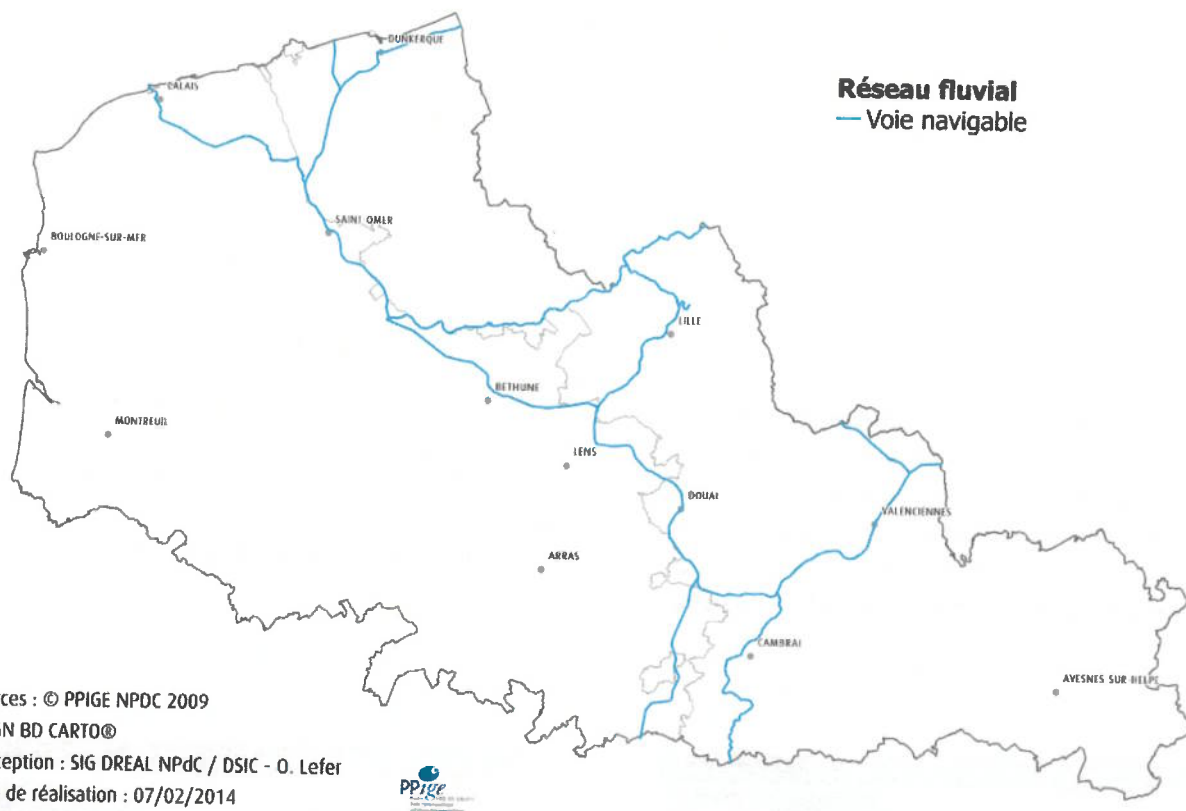 DUNKERQUE
CALAIS
Réseau fluvial
Voie navigable
SAINT OMER
BOULOGNE-SUR-MER
LILLE
BETHUNE
MONTREUIL
LENS
DOUAI
VALENCIENNES
ARRAS
CAMBRAI
AVESNES SUR HELPE
ces : © PPIGE NPDC 2009
GN BD CARTO®
ception : SIG DREAL NPdC / DSIC - O. Lefer
de réalisation : 07/02/2014
PPige